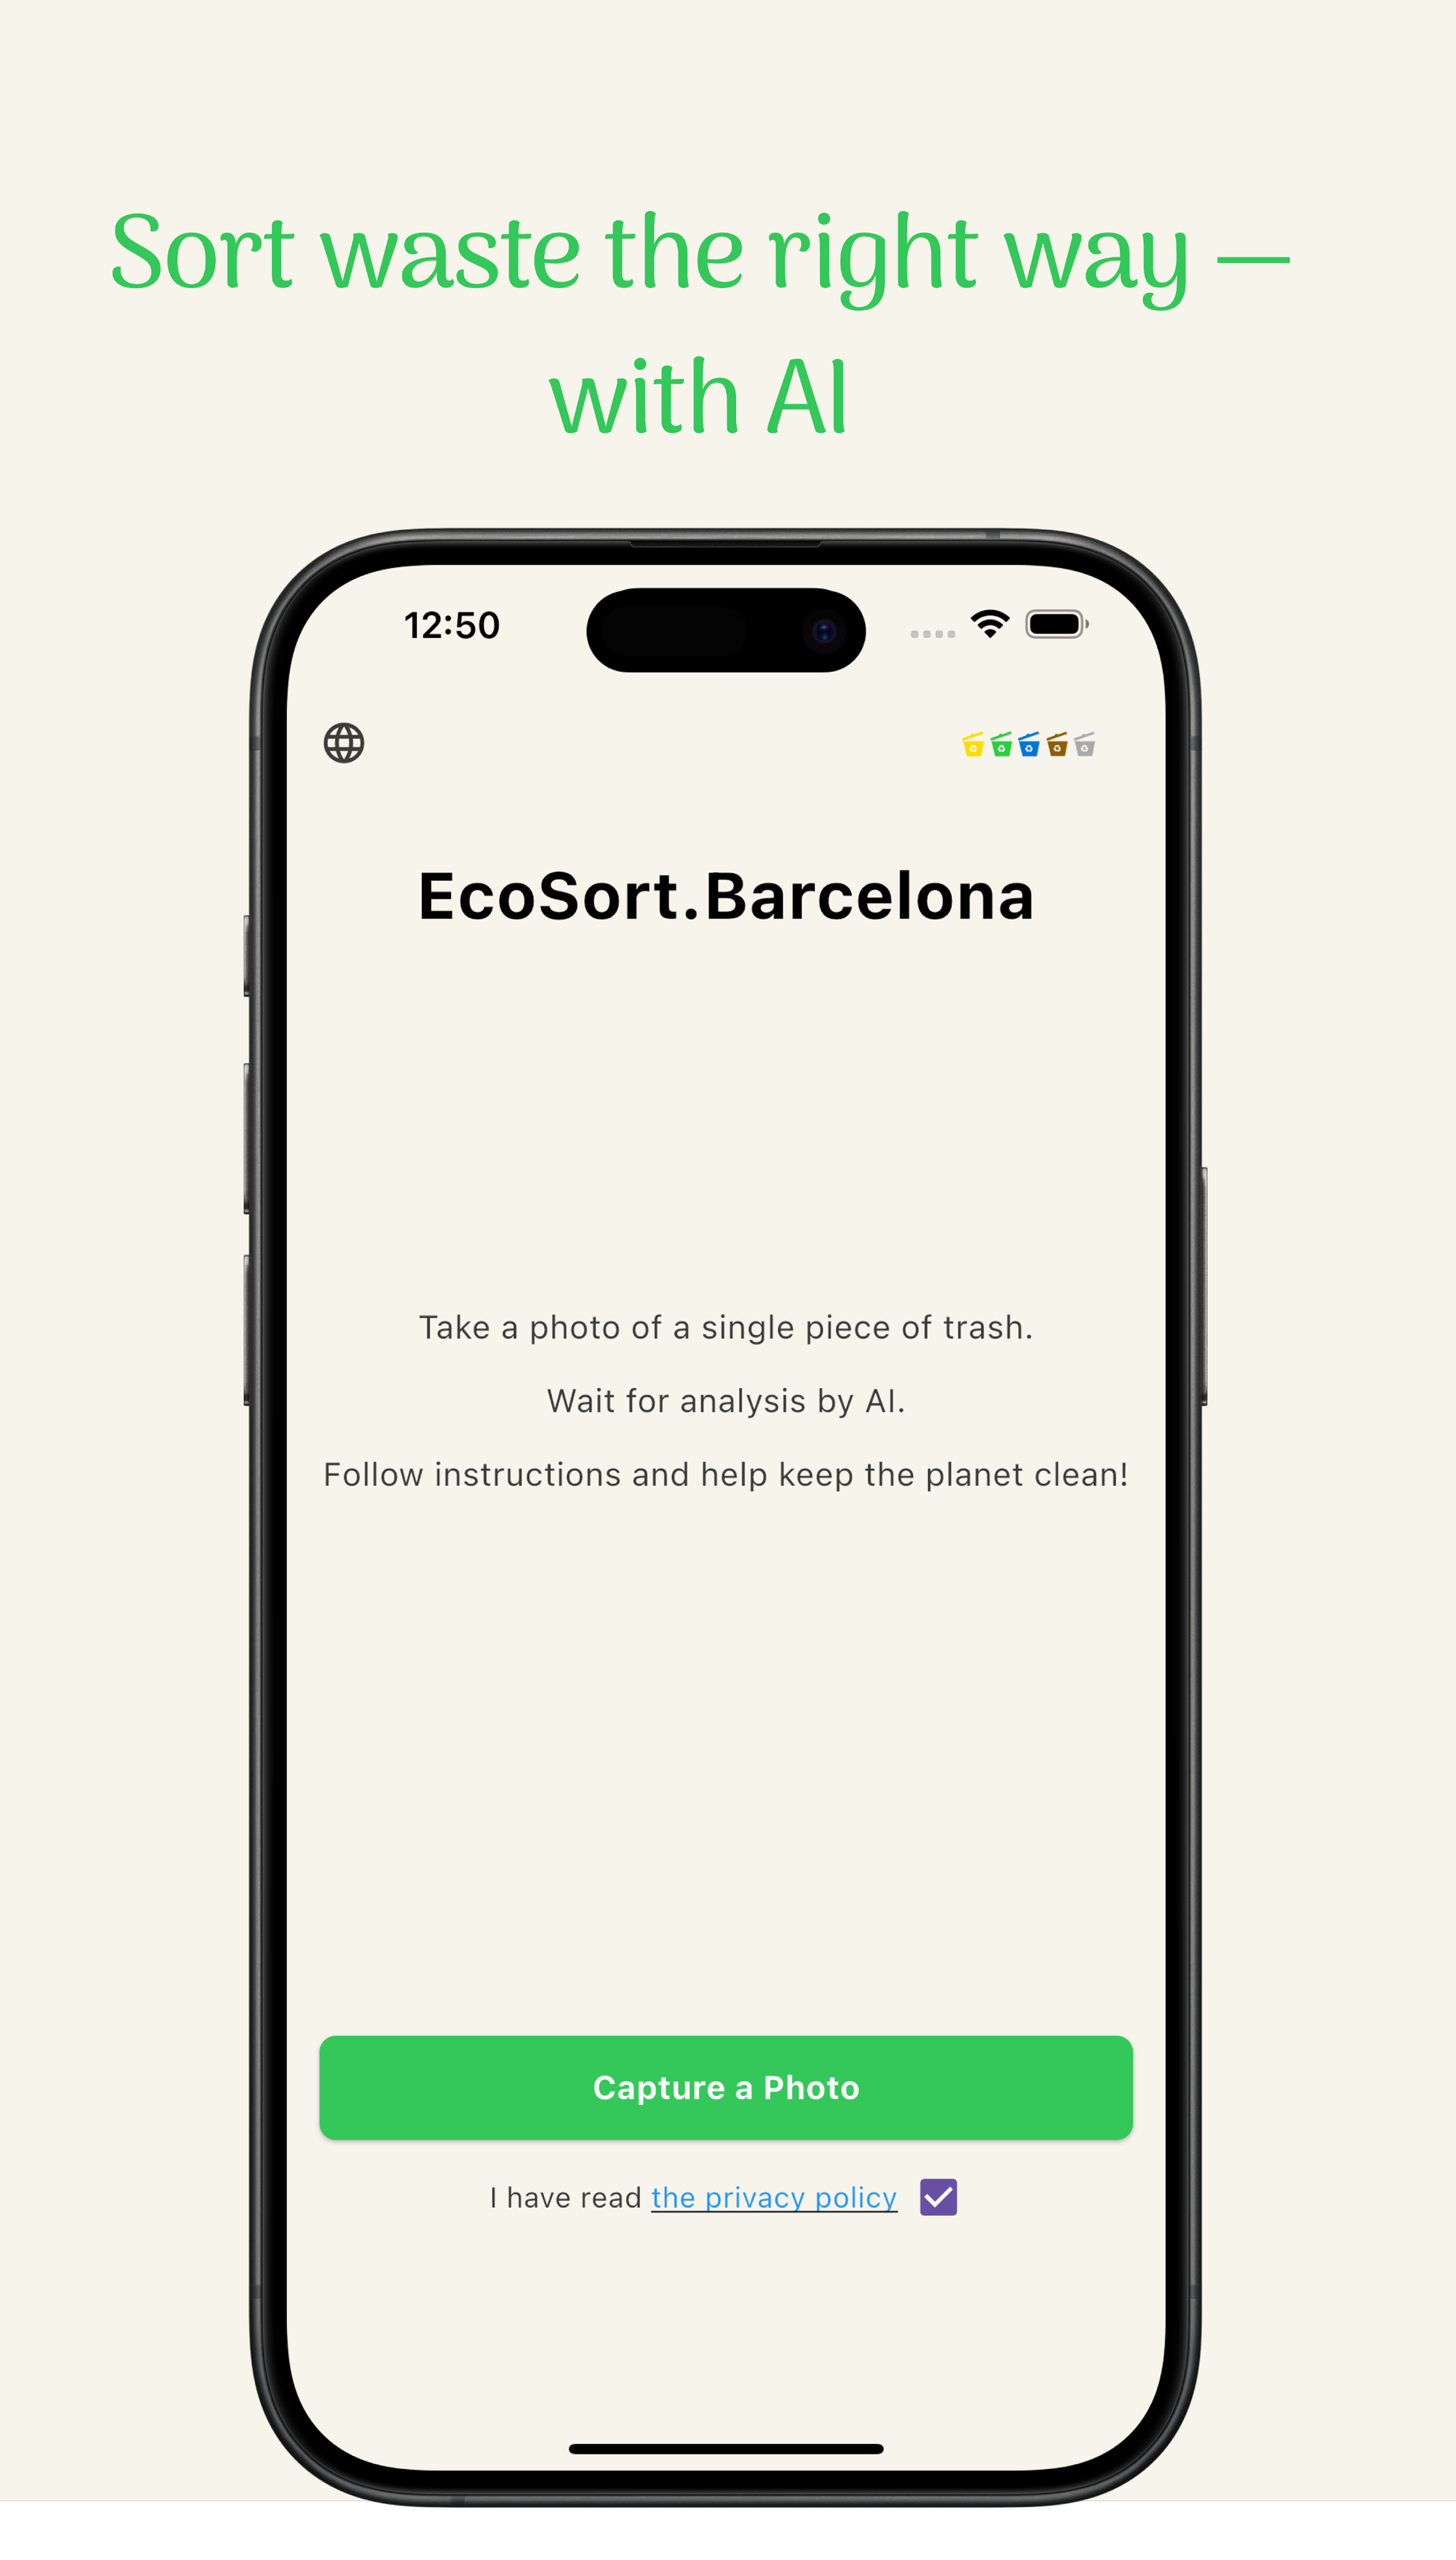 Sort waste the right way —
with AI
12:50
EcoSort.Barcelona
Take a photo of a single piece of trash.
Wait for analysis by AI.
Follow instructions and help keep the planet clean!
Capture a Photo
I have read the privacy policy